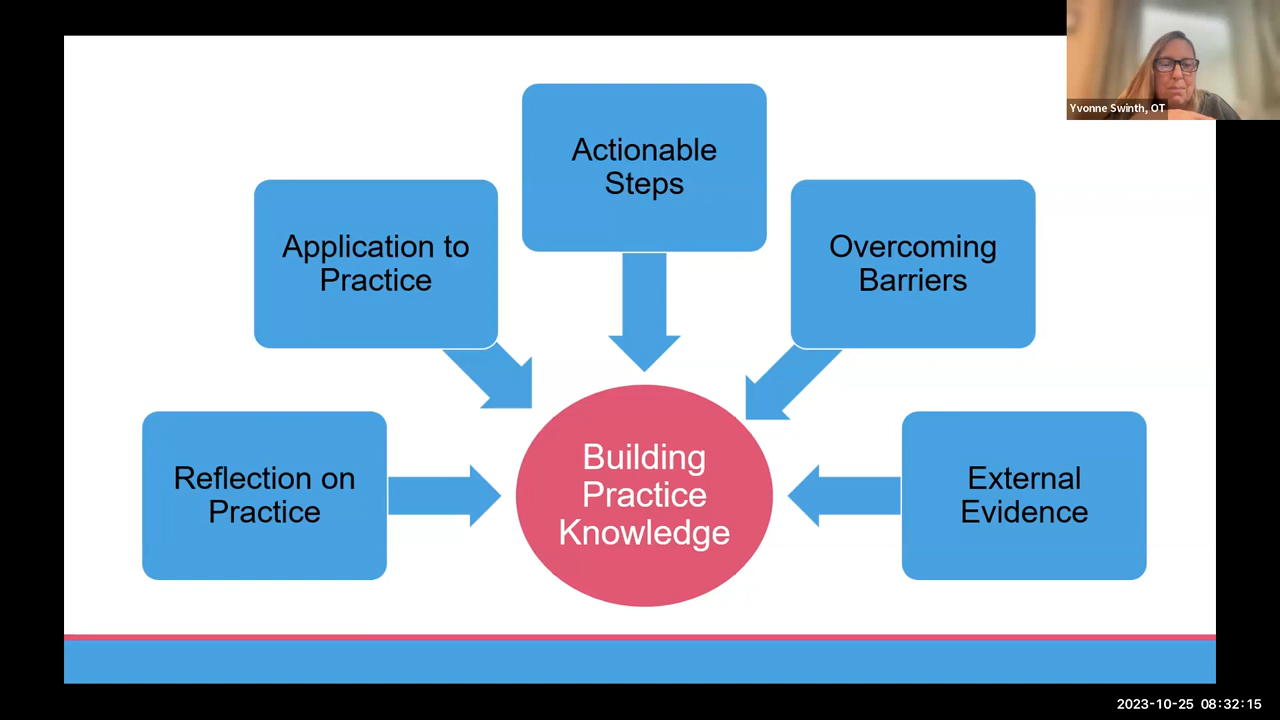 Yvonne Swinth, OT
Actionable
Steps
Application to
Practice
Overcoming
Barriers
Reflection on
Practice
Building
Practice
Knowledge
External
Evidence
2023-10-25 08:32:15